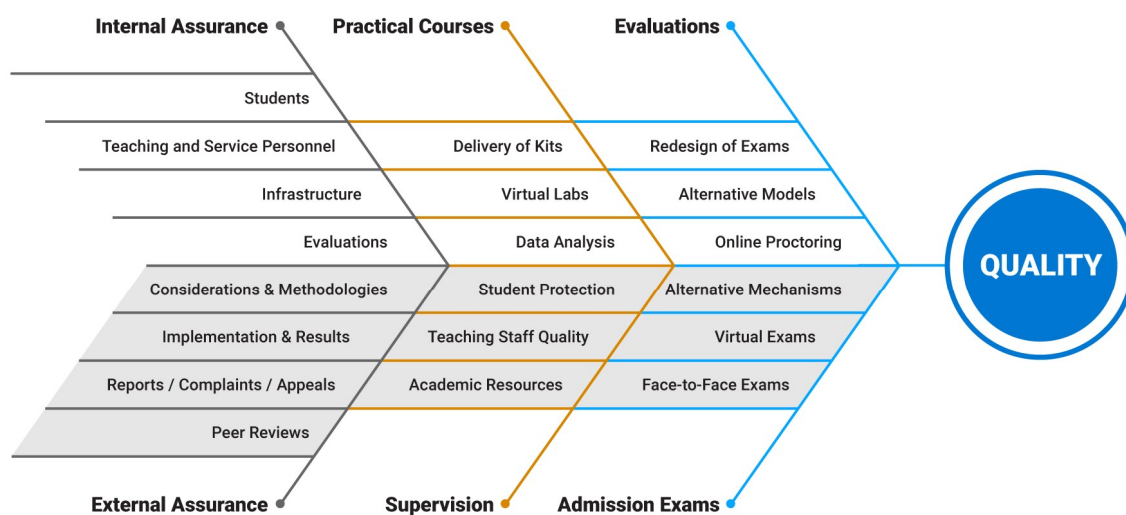 Internal Assurance
Practical Courses
Evaluations
Students
Teaching and Service Personnel
Delivery of Kits
Redesign of Exams
Infrastructure
Virtual Labs
Alternative Models
Evaluations
Data Analysis
Online Proctoring
QUALITY
Considerations & Methodologies
Student Protection
Alternative Mechanisms
Implementation & Results
Teaching Staff Quality
Virtual Exams
Reports / Complaints / Appeals
Academic Resources
Face-to-Face Exams
Peer Reviews
External Assurance
Supervision
Admission Exams